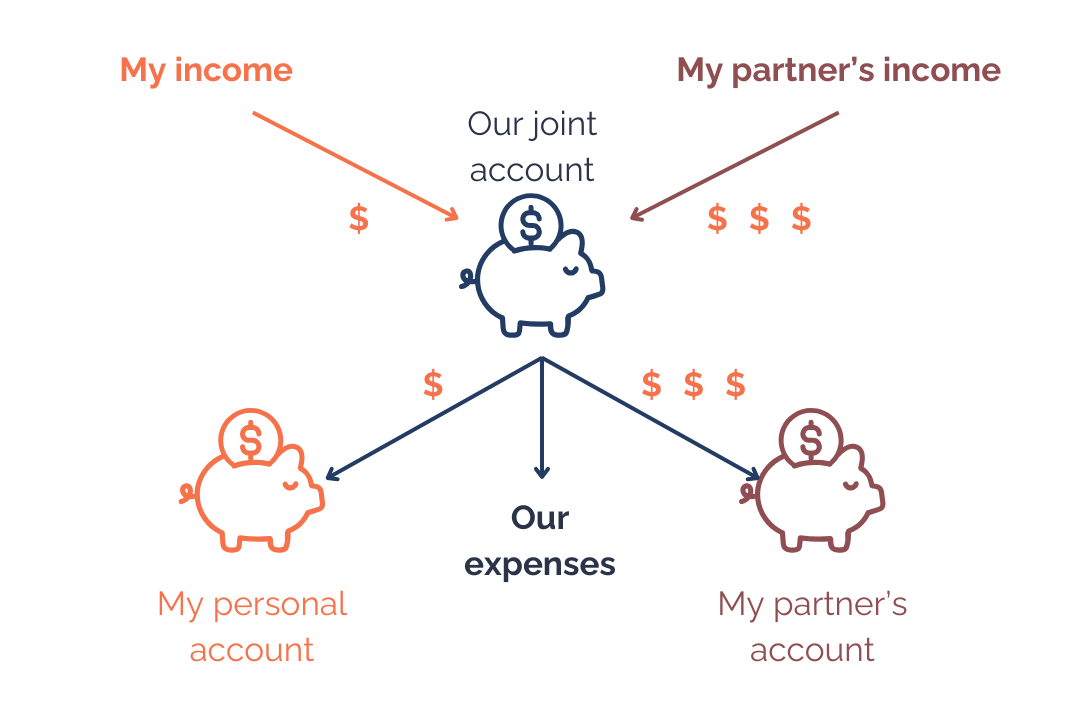 My income
My partner’s income
Our joint
account
$
$
$ $ $
$
$ $ $
$
$
Our
expenses
My personal
account
My partner’s
account